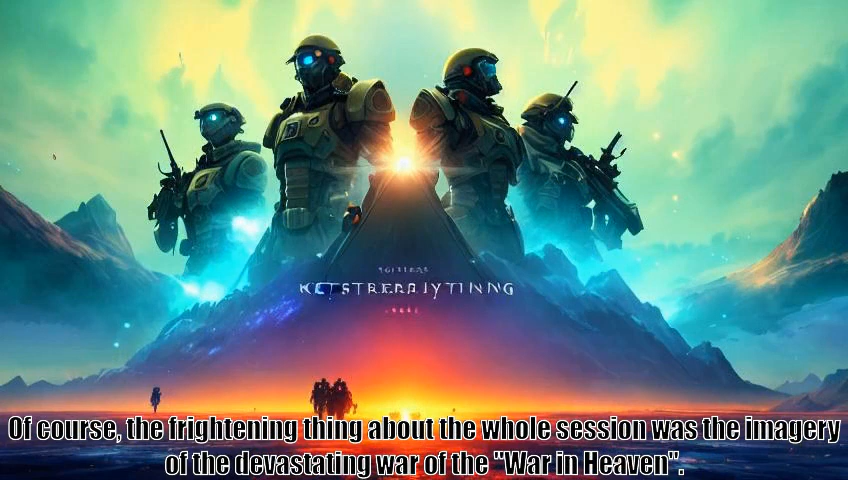 Of course, the frightening thing about the whole session was the imagery
of the devastating war of the "War in Heaven".